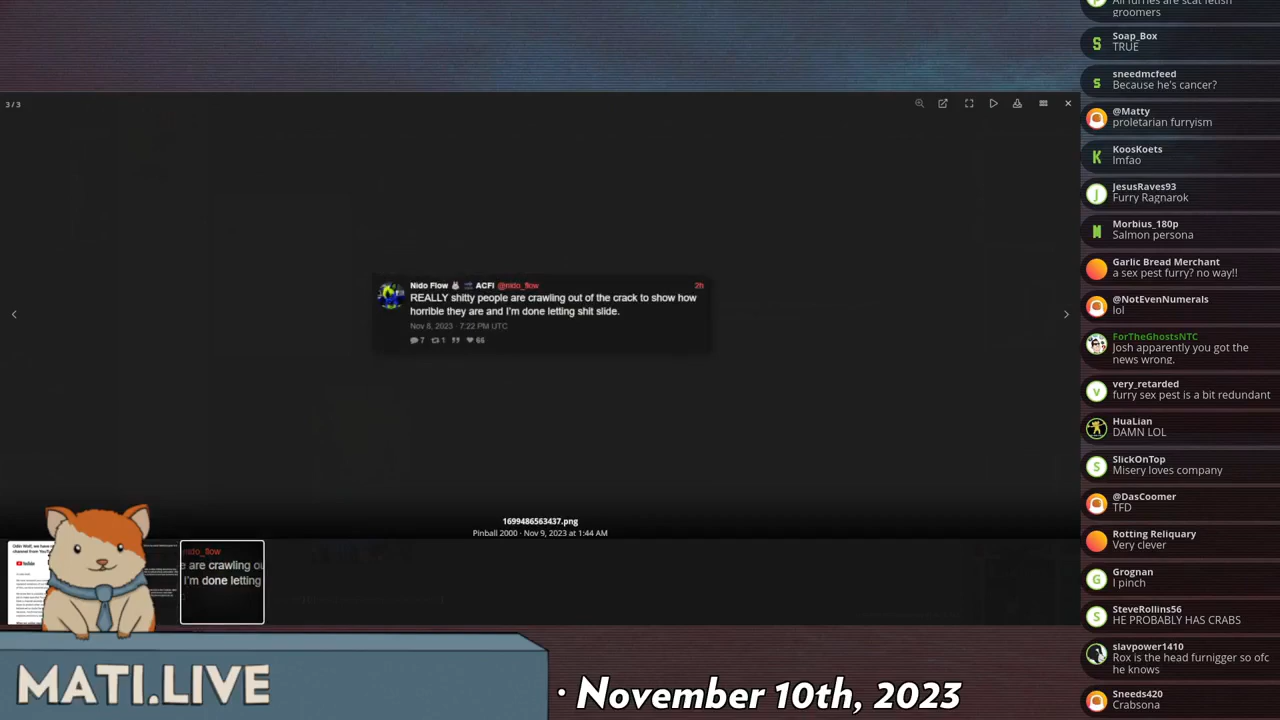 3 / 3
Nido Flow ACFI @nido_flow 2h
REALLY shitty people are crawling out of the crack to show how
horrible they are and I'm done letting shit slide.
Nov 8, 2023 · 7:22 PM UTC
7 1 66
1699486563437.png
Pinball 2000 · Nov 9, 2023 at 1:44 AM
YouTube
nido_flow
e are crawling ou
I'm done letting
MATI.LIVE
· November 10th, 2023
All furries are scat fetish
groomers
Soap_Box
TRUE
sneedmcfeed
Because he's cancer?
@Matty
proletarian furryism
KoosKoets
lmfao
JesusRaves93
Furry Ragnarok
Morbius_180p
Salmon persona
Garlic Bread Merchant
a sex pest furry? no way!!
@NotEvenNumerals
lol
ForTheGhostsNTC
Josh apparently you got the
news wrong.
very_retarded
furry sex pest is a bit redundant
HuaLian
DAMN LOL
SlickOnTop
Misery loves company
@DasCoomer
TFD
Rotting Reliquary
Very clever
Grognan
I pinch
SteveRollins56
HE PROBABLY HAS CRABS
slavpower1410
Rox is the head furnigger so ofc
he knows
Sneeds420
Crabsona